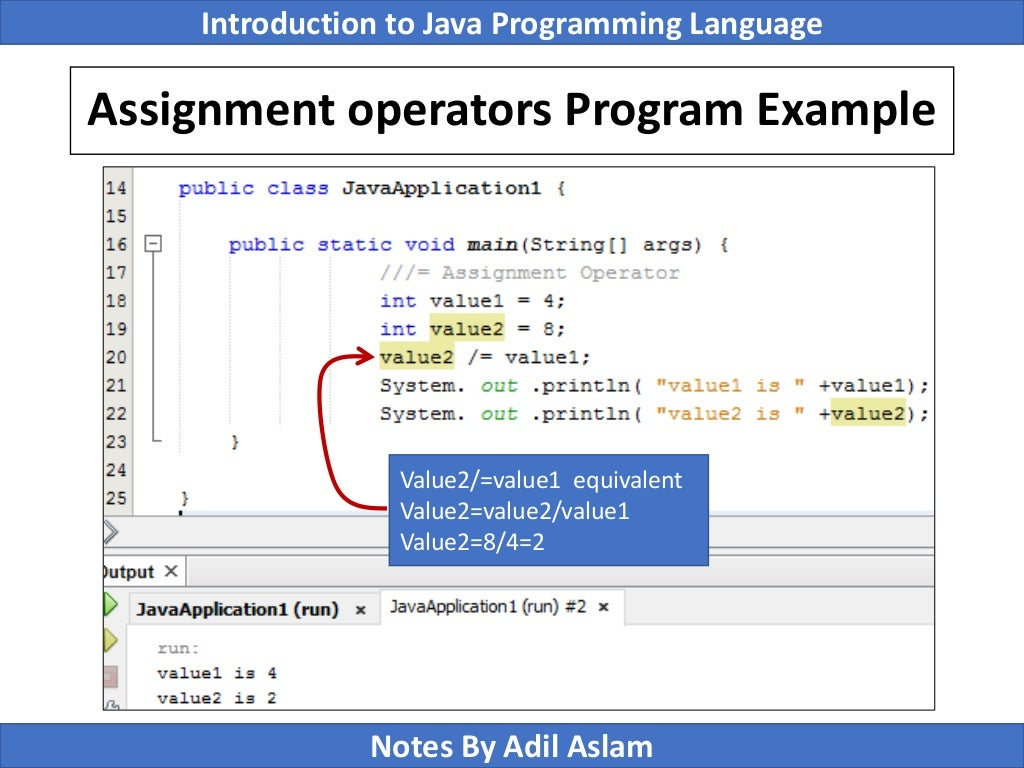 Introduction to Java Programming Language
Assignment operators Program Example
14 public class JavaApplication1 {
15
16 public static void main(String[] args) {
17 ///= Assignment Operator
18 int value1 = 4;
19 int value2 = 8;
20 value2 /= value1;
21 System. out .println( "value1 is " +value1);
22 System. out .println( "value2 is " +value2);
23 }
24
25 }
Value2/=value1 equivalent
Value2=value2/value1
Value2=8/4=2
Output ×
JavaApplication1 (run) × JavaApplication1 (run) #2 ×
run:
value1 is 4
value2 is 2
Notes By Adil Aslam